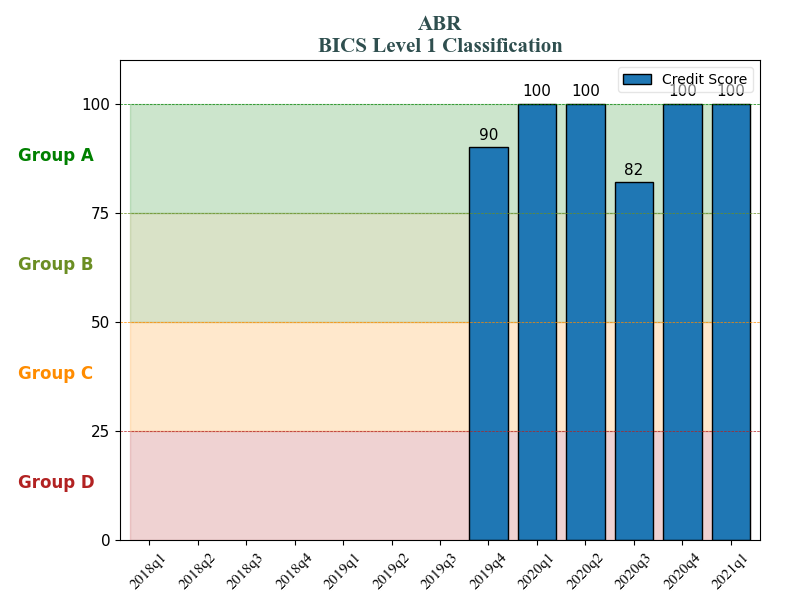 ABR
BICS Level 1 Classification
Credit Score
100
100
100
100
90
82
100
75
50
25
0
Group A
Group B
Group C
Group D
2018q1
2018q2
2018q3
2018q4
2019q1
2019q2
2019q3
2019q4
2020q1
2020q2
2020q3
2020q4
2021q1